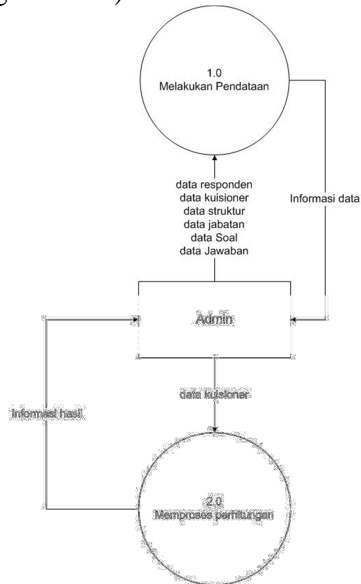 1.0
Melakukan Pendataan
data responden
data kuisioner
data struktur
data jabatan
data Soal
data Jawaban
Informasi data
Admin
data kuisioner
Informasi hasil
2.0
Memproses perhitungan